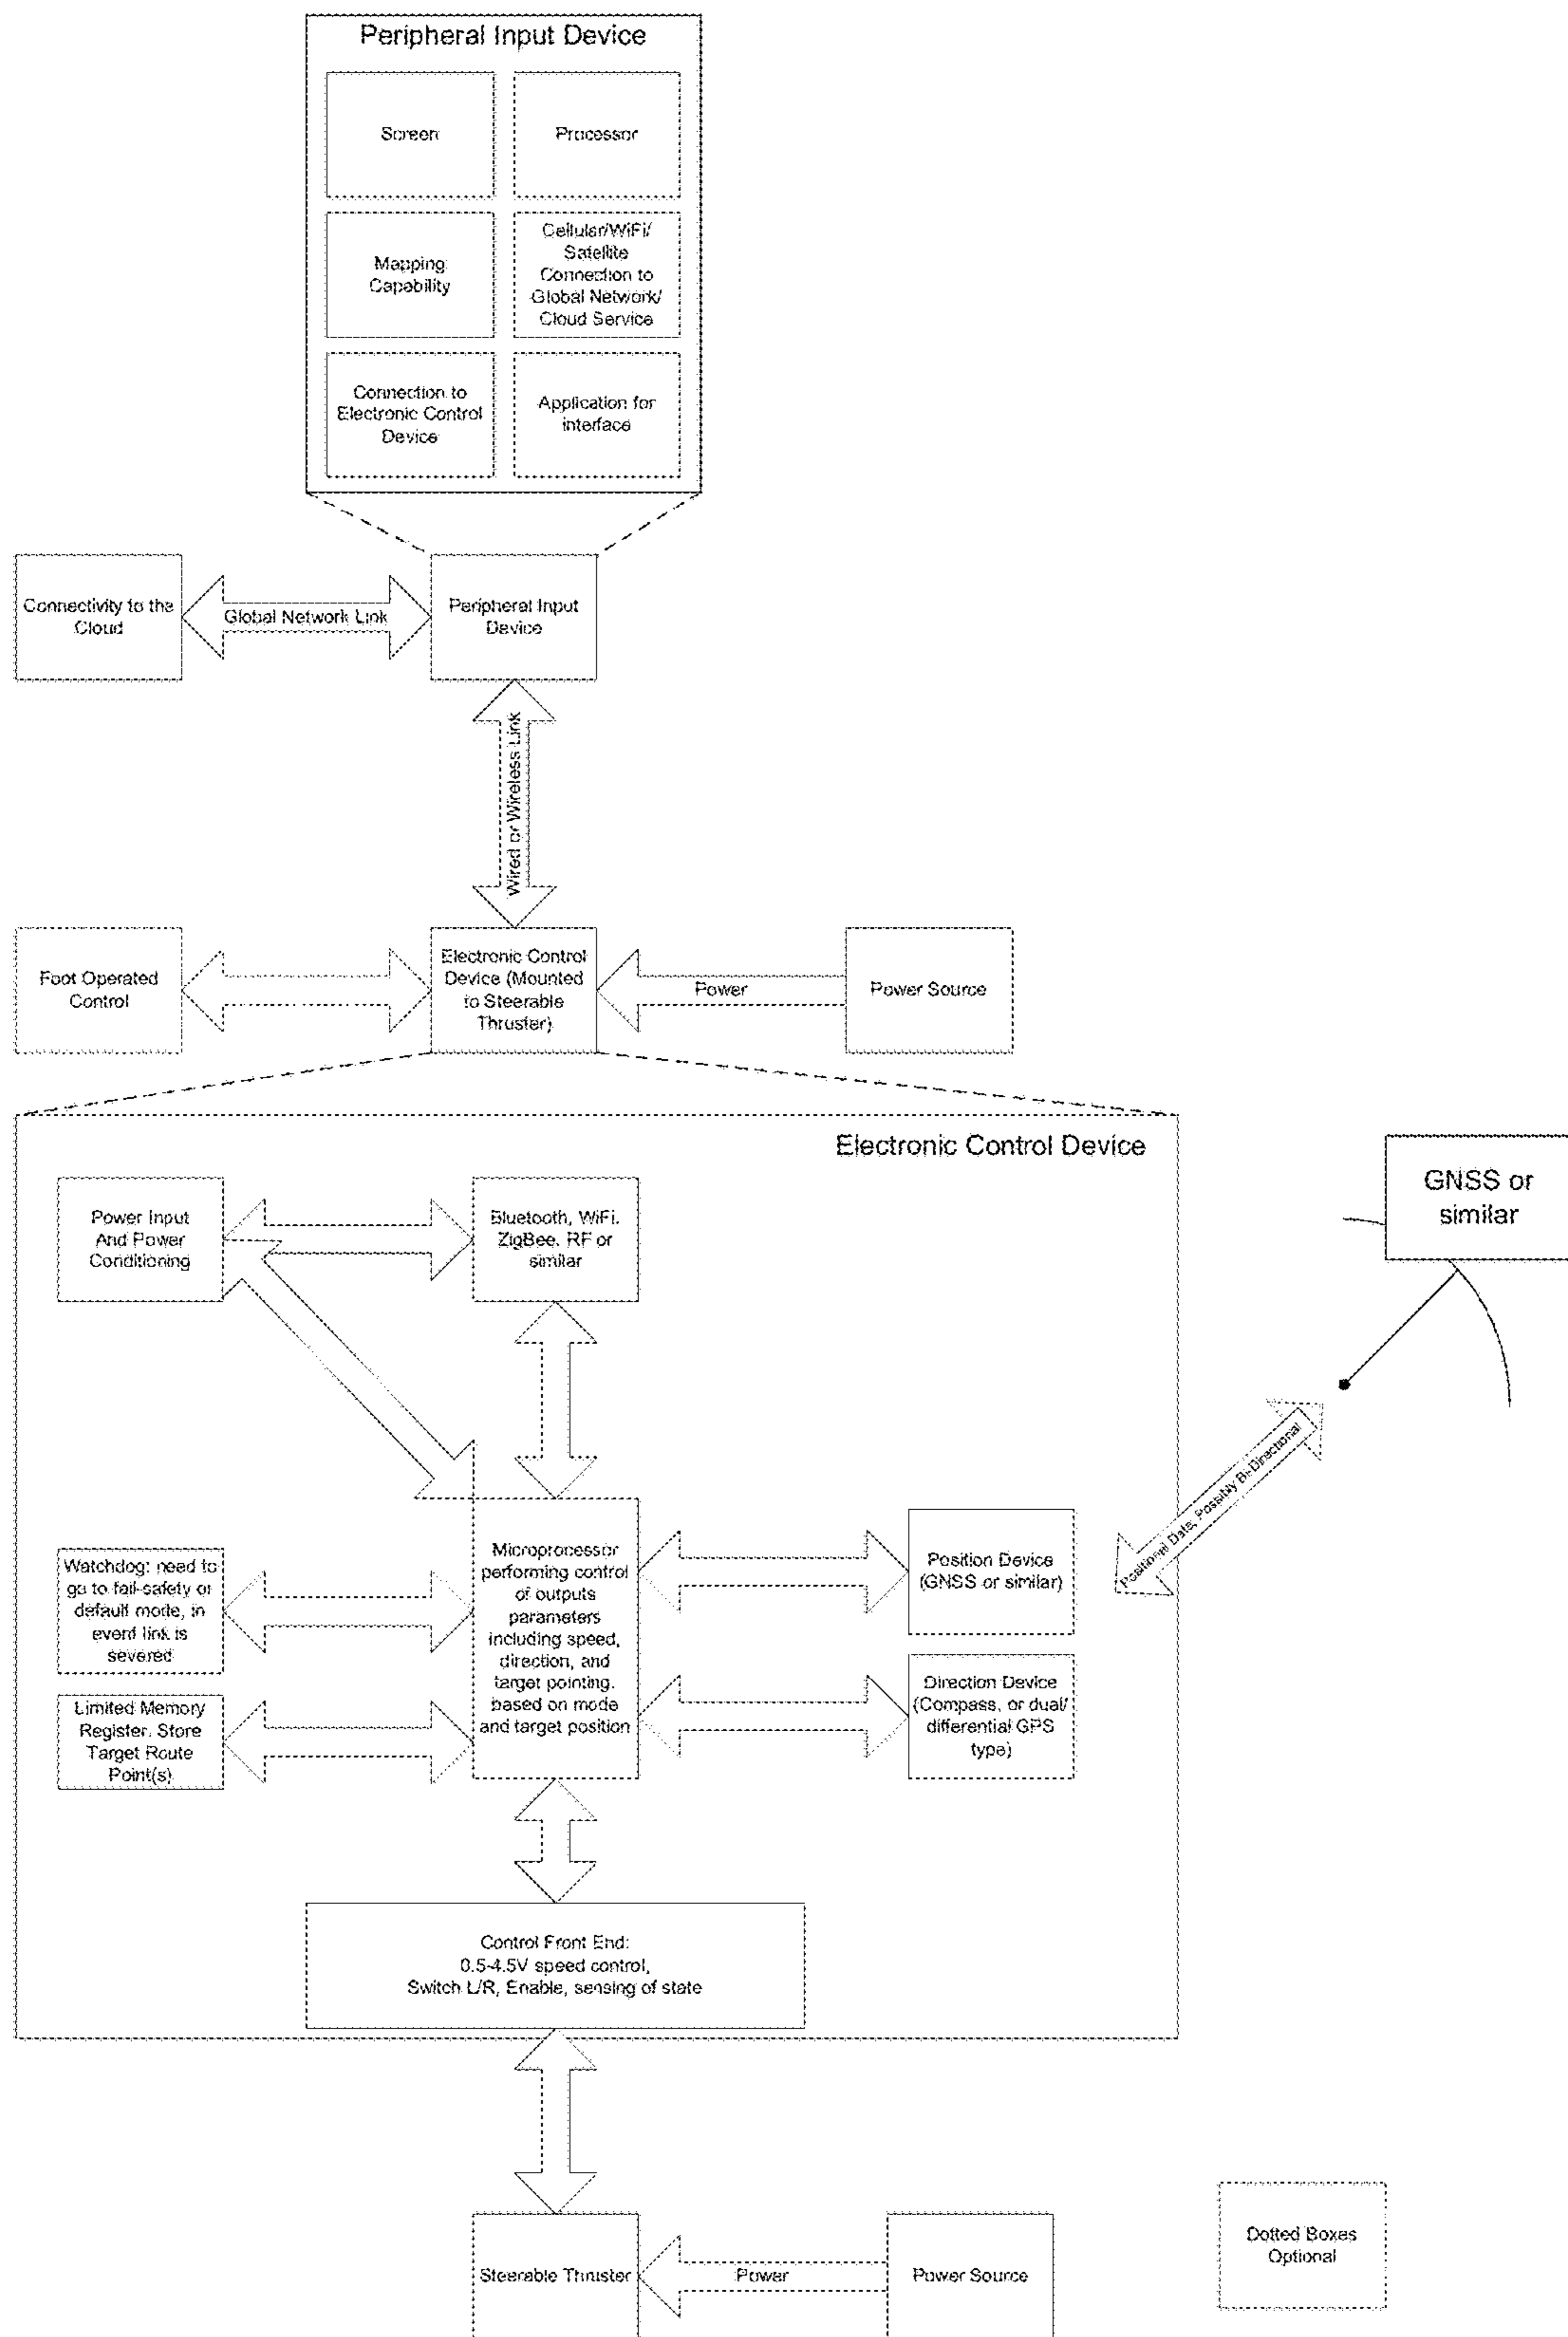 Peripheral Input Device
Screen
Processor
Mapping
Capability
Cellular/WiFi/
Satellite
Connection to
Global Network/
Cloud Service
Connection to
Electronic Control
Device
Application for
interface
Connectivity to the
Cloud
Global Network Link
Peripheral Input
Device
Wired or Wireless Link
Foot Operated
Control
Electronic Control
Device (Mounted
to Steerable
Thruster)
Power
Power Source
Electronic Control Device
Power Input
And Power
Conditioning
Bluetooth, WiFi,
ZigBee, RF or
similar
GNSS or
similar
Positional Data, Possibly Bi-Directional
Watchdog: need to
go to fail-safety or
default mode, in
event link is
severed
Microprocessor
performing control
of outputs
parameters
including speed,
direction, and
target pointing,
based on mode
and target position
Position Device
(GNSS or similar)
Limited Memory
Register. Store
Target Route
Point(s)
Direction Device
(Compass, or dual/
differential GPS
type)
Control Front End:
0.5-4.5V speed control,
Switch L/R, Enable, sensing of state
Steerable Thruster
Power
Power Source
Dotted Boxes
Optional